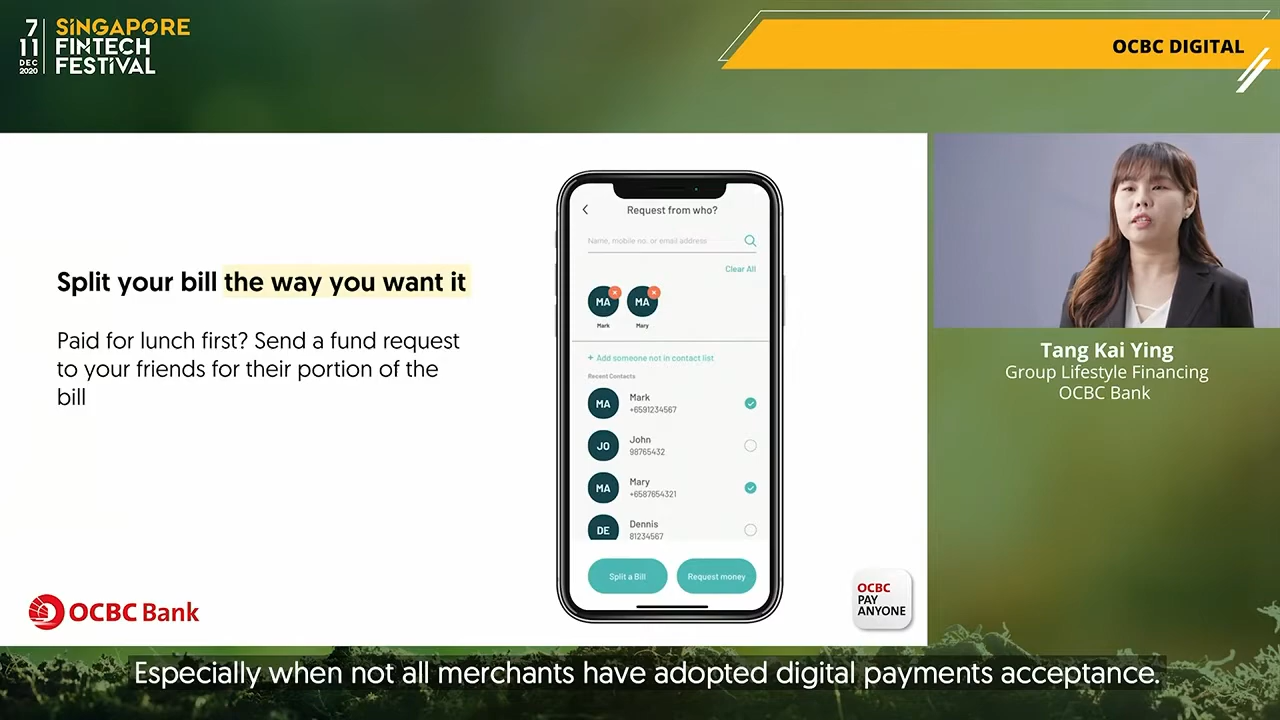 7
11
DEC
2020
SINGAPORE
FINTECH
FESTIVAL
OCBC DIGITAL
Split your bill the way you want it
Paid for lunch first? Send a fund request
to your friends for their portion of the
bill
Request from who?
Name, mobile no. or email address
Clear All
MA MA
Mark Mary
+ Add someone not in contact list
Recent Contacts
MA
Mark
+6591234567
JO
John
98765432
MA
Mary
+6587654321
DE
Dennis
81234567
Split a Bill Request money
OCBC Bank
OCBC
PAY
ANYONE
Tang Kai Ying
Group Lifestyle Financing
OCBC Bank
Especially when not all merchants have adopted digital payments acceptance.